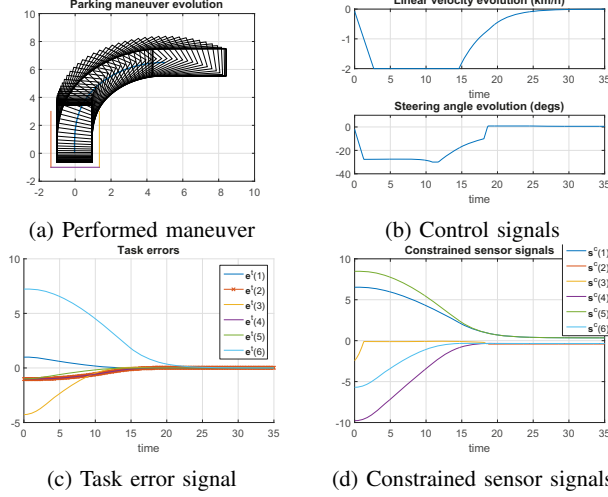 Parking maneuver evolution
10
8
6
4
2
0
-2
-2 0 2 4 6 8 10
(a) Performed maneuver
Linear velocity evolution (km/h)
0
-1
-2
0 5 10 15 20 25 30 35
time
Steering angle evolution (degs)
0
-20
-40
0 5 10 15 20 25 30 35
time
(b) Control signals
Task errors
10
5
0
-5
0 5 10 15 20 25 30 35
time
e^t(1)
e^t(2)
e^t(3)
e^t(4)
e^t(5)
e^t(6)
(c) Task error signal
Constrained sensor signals
10
5
0
-5
-10
0 5 10 15 20 25 30 35
time
s^c(1)
s^c(2)
s^c(3)
s^c(4)
s^c(5)
s^c(6)
(d) Constrained sensor signals